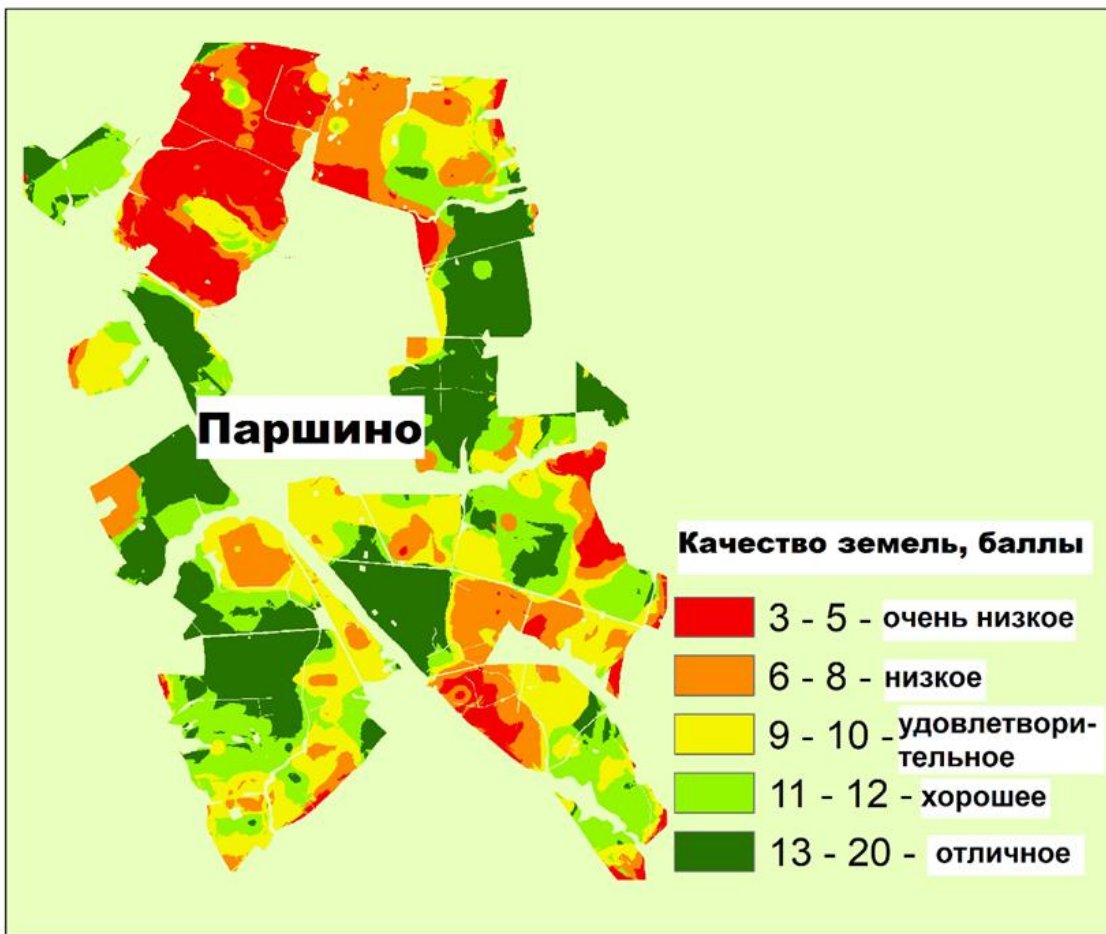 Паршино
Качество земель, баллы
3 - 5 - очень низкое
6 - 8 - низкое
9 - 10 - удовлетвори-
тельное
11 - 12 - хорошее
13 - 20 - отличное